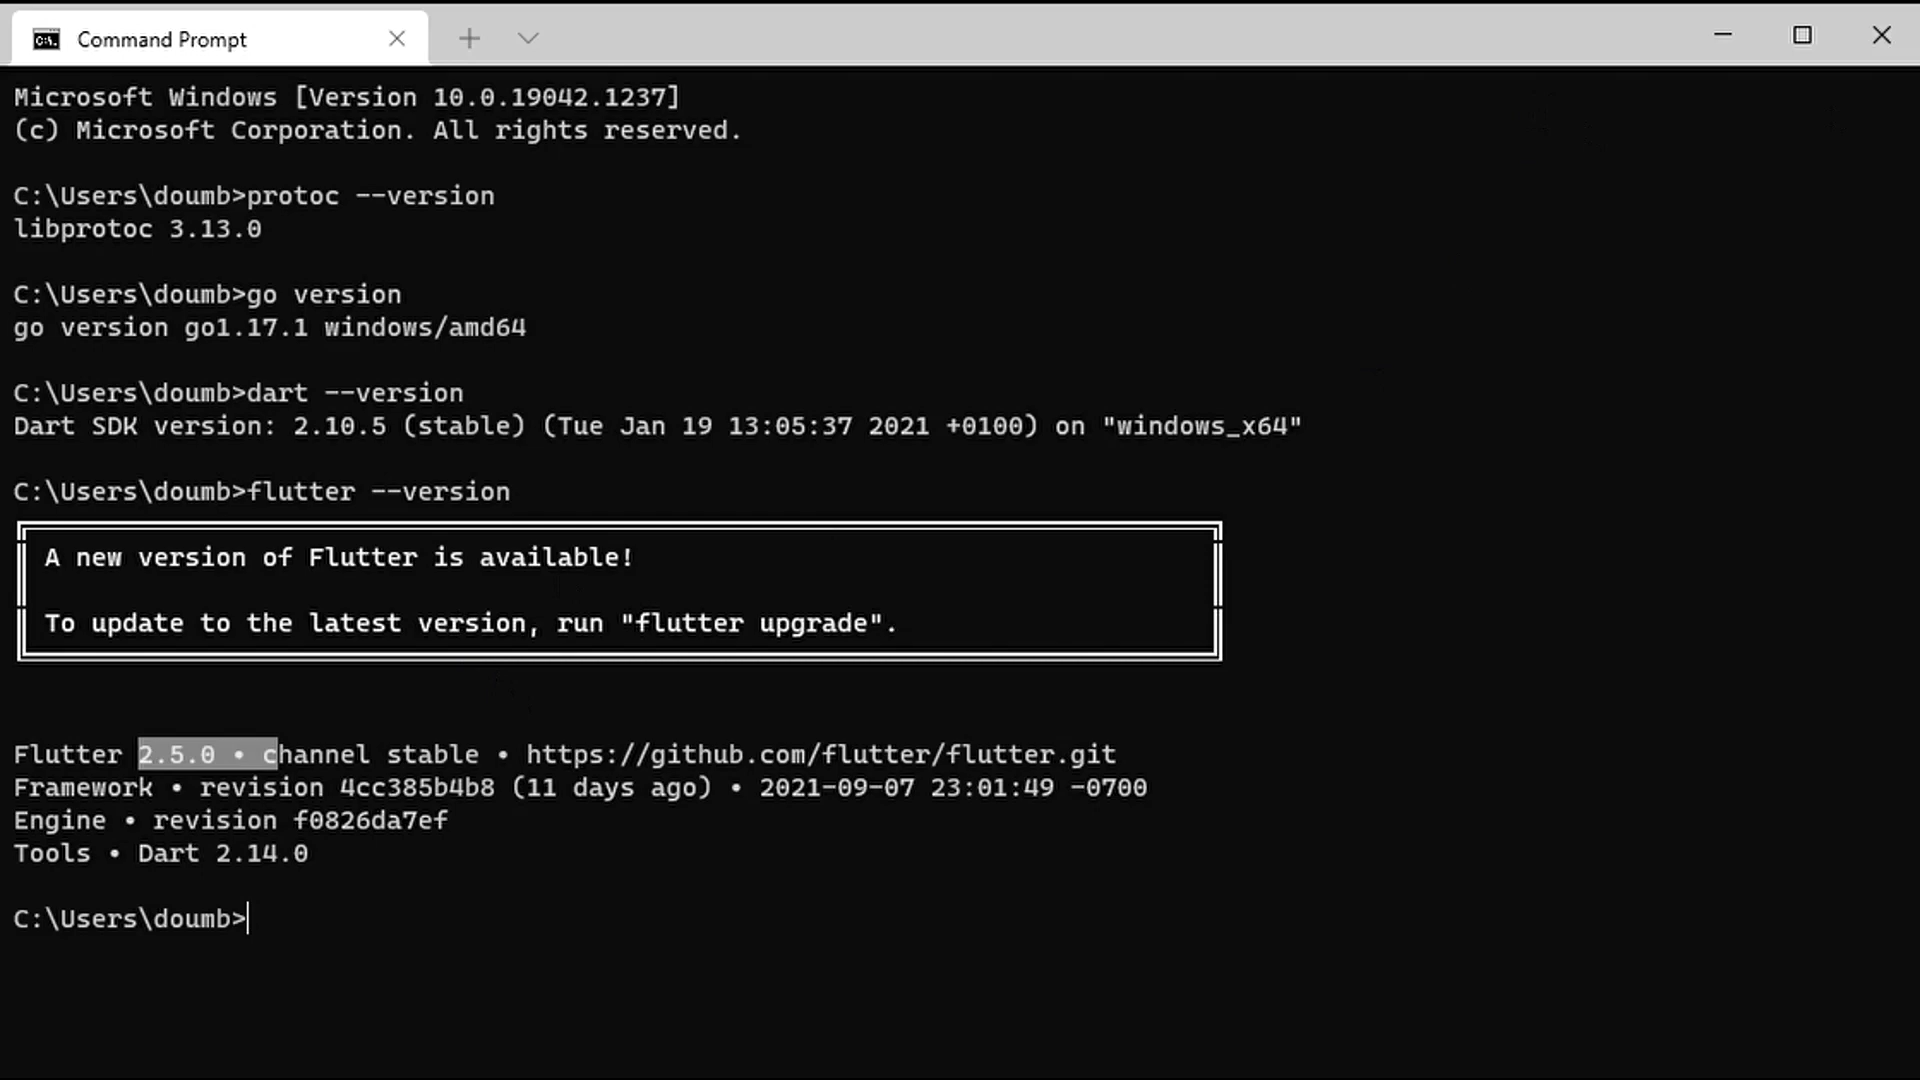 Command Prompt
Microsoft Windows [Version 10.0.19042.1237]
(c) Microsoft Corporation. All rights reserved.
C:\Users\doumb>protoc --version
libprotoc 3.13.0
C:\Users\doumb>go version
go version go1.17.1 windows/amd64
C:\Users\doumb>dart --version
Dart SDK version: 2.10.5 (stable) (Tue Jan 19 13:05:37 2021 +0100) on "windows_x64"
C:\Users\doumb>flutter --version
A new version of Flutter is available!
To update to the latest version, run "flutter upgrade".
Flutter 2.5.0 • channel stable • https://github.com/flutter/flutter.git
Framework • revision 4cc385b4b8 (11 days ago) • 2021-09-07 23:01:49 -0700
Engine • revision f0826da7ef
Tools • Dart 2.14.0
C:\Users\doumb>